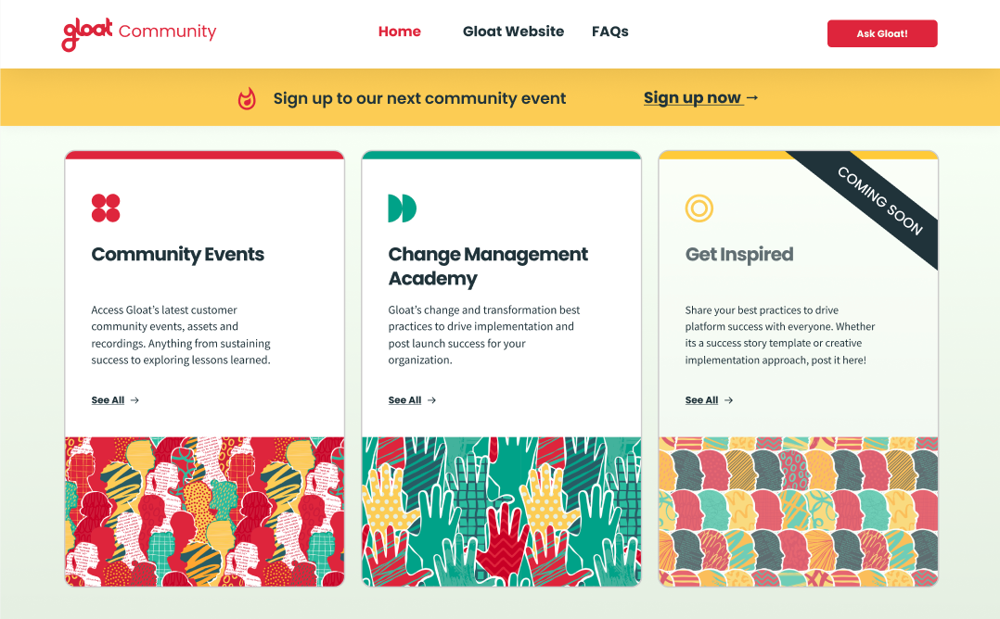 gloat Community
Home
Gloat Website
FAQs
Ask Gloat!
Sign up to our next community event
Sign up now →
Community Events
Access Gloat's latest customer
community events, assets and
recordings. Anything from sustaining
success to exploring lessons learned.
See All →
Change Management
Academy
Gloat's change and transformation best
practices to drive implementation and
post launch success for your
organization.
See All →
COMING SOON
Get Inspired
Share your best practices to drive
platform success with everyone. Whether
its a success story template or creative
implementation approach, post it here!
See All →